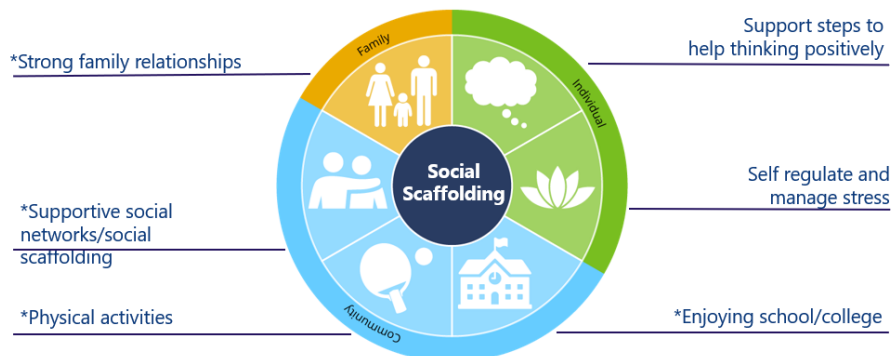 Support steps to
help thinking positively
*Strong family relationships
Family
Individual
Social
Scaffolding
Self regulate and
manage stress
*Supportive social
networks/social
scaffolding
*Physical activities
Community
*Enjoying school/college